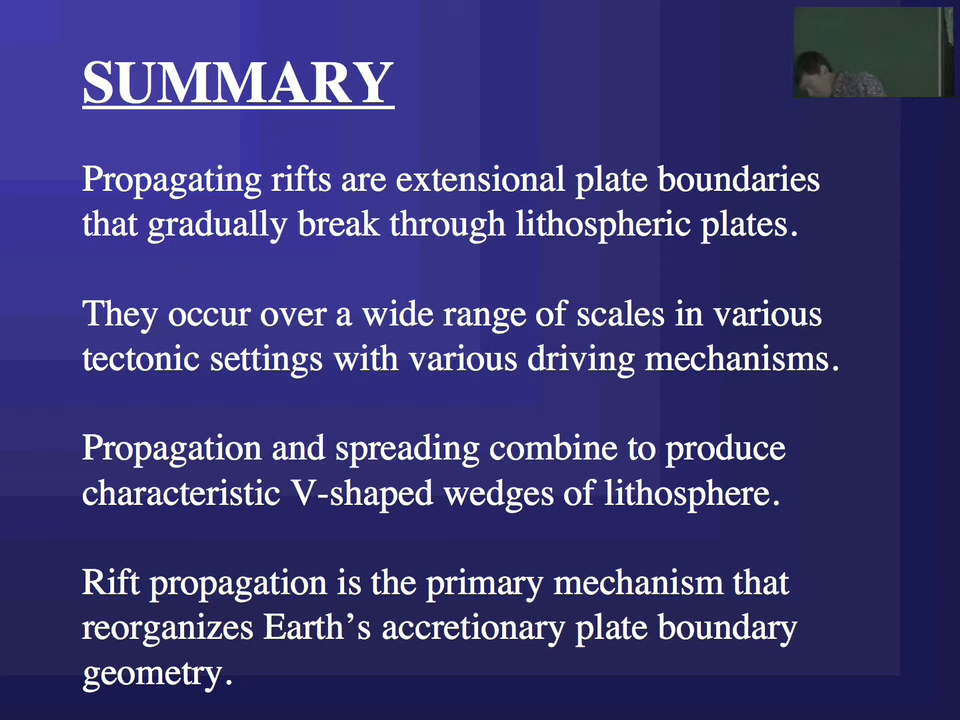 SUMMARY
Propagating rifts are extensional plate boundaries
that gradually break through lithospheric plates.
They occur over a wide range of scales in various
tectonic settings with various driving mechanisms.
Propagation and spreading combine to produce
characteristic V-shaped wedges of lithosphere.
Rift propagation is the primary mechanism that
reorganizes Earth’s accretionary plate boundary
geometry.